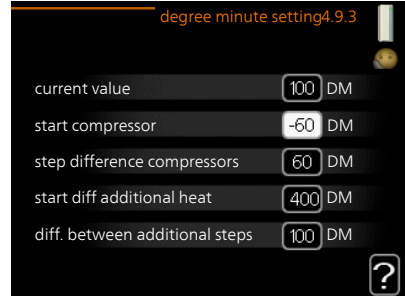 degree minute setting4.9.3
current value 100 DM
start compressor -60 DM
step difference compressors 60 DM
start diff additional heat 400 DM
diff. between additional steps 100 DM
?